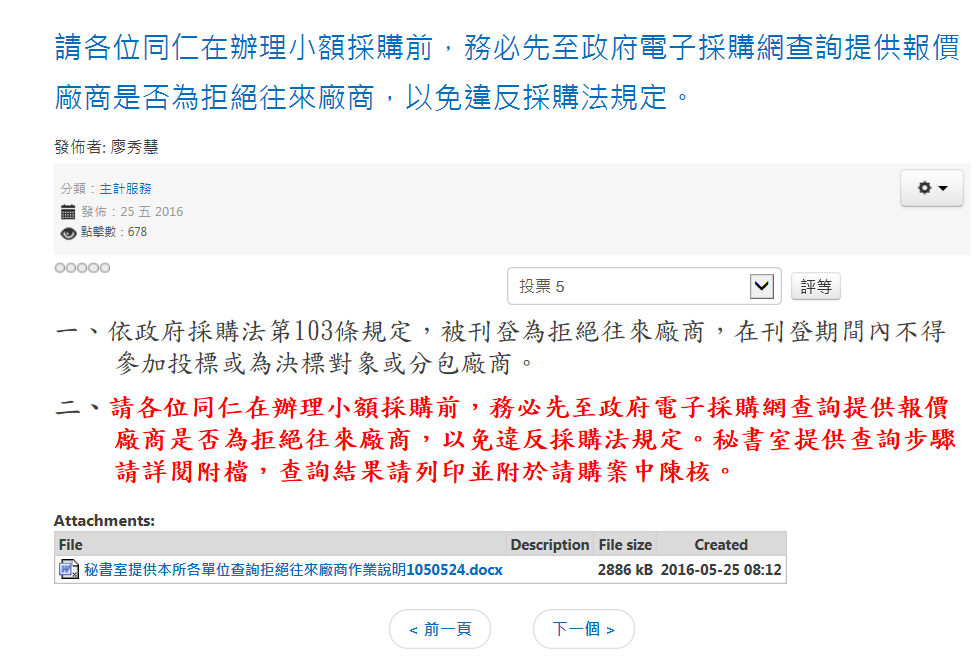 請各位同仁在辦理小額採購前，務必先至政府電子採購網查詢提供報價
廠商是否為拒絕往來廠商，以免違反採購法規定。
發佈者: 廖秀慧
分類：主計服務
發佈：25 五 2016
點擊數：678
投票 5
評等
一、依政府採購法第103條規定，被刊登為拒絕往來廠商，在刊登期間內不得
參加投標或為決標對象或分包廠商。
二、請各位同仁在辦理小額採購前，務必先至政府電子採購網查詢提供報價
廠商是否為拒絕往來廠商，以免違反採購法規定。秘書室提供查詢步驟
請詳閱附檔，查詢結果請列印並附於請購案中陳核。
Attachments:
File Description File size Created
秘書室提供本所各單位查詢拒絕往來廠商作業說明1050524.docx 2886 kB 2016-05-25 08:12
< 前一頁 下一個 >